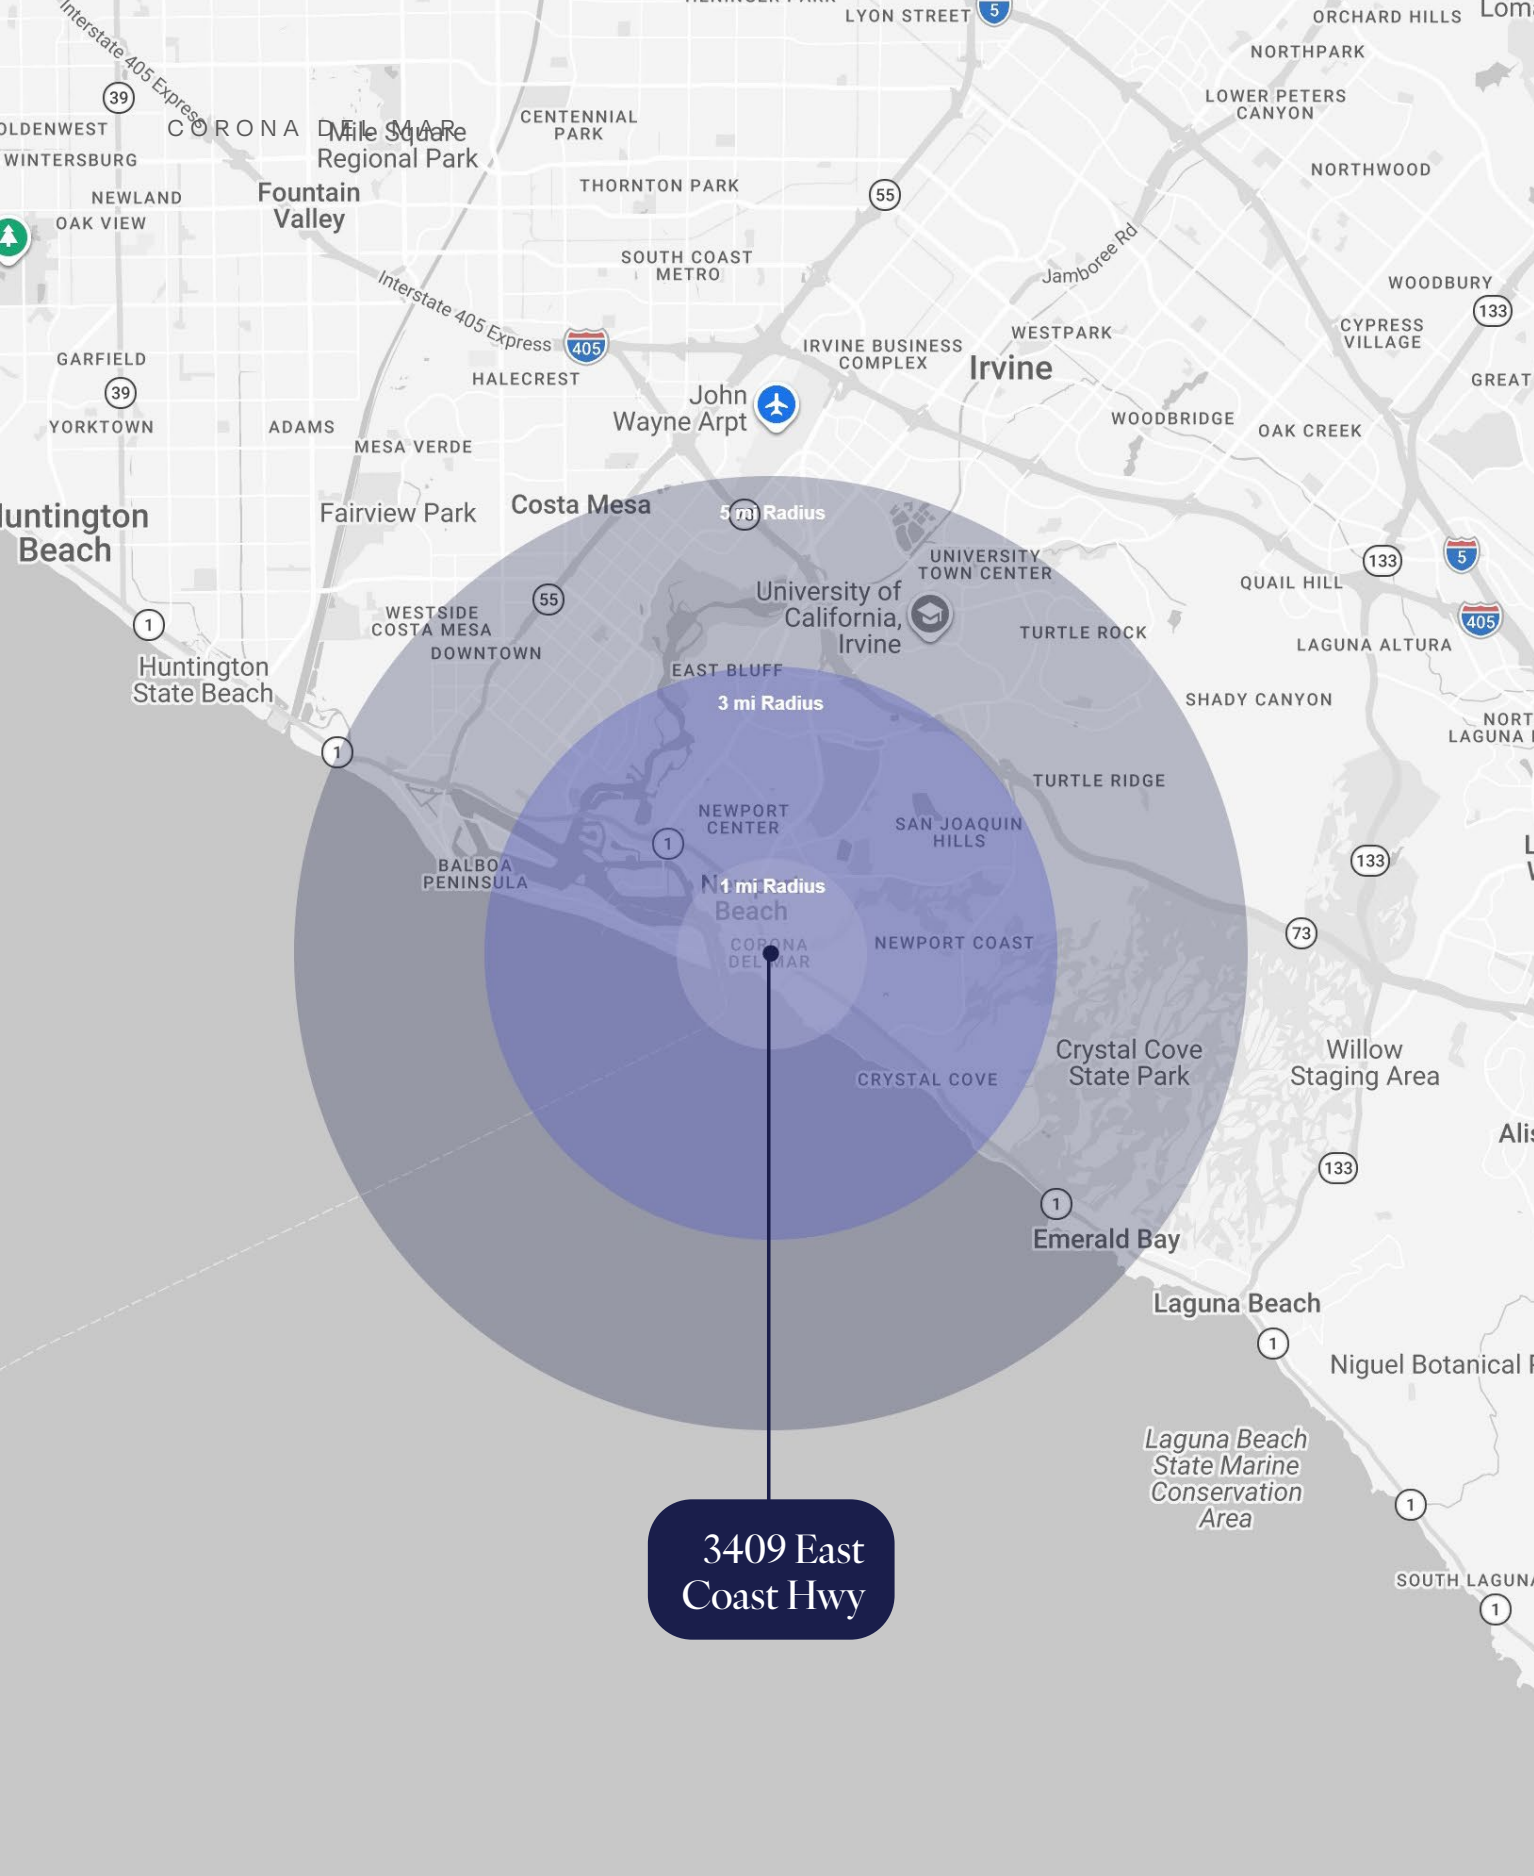 LYON STREET
5
ORCHARD HILLS
NORTHPARK
Interstate 405 Express
39
LOWER PETERS
CANYON
CENTENNIAL
PARK
CORONA DEL MAR
Mile Square
Regional Park
WINTERSBURG
NORTHWOOD
THORNTON PARK
55
NEWLAND
Fountain
Valley
OAK VIEW
Jamboree Rd
SOUTH COAST
METRO
Interstate 405 Express
WOODBURY
133
CYPRESS
VILLAGE
WESTPARK
405
IRVINE BUSINESS
COMPLEX
Irvine
GARFIELD
HALECREST
GREAT
39
John
Wayne Arpt
WOODBRIDGE
YORKTOWN
ADAMS
OAK CREEK
MESA VERDE
Costa Mesa
Fairview Park
5 mi Radius
untington
Beach
UNIVERSITY
TOWN CENTER
133
5
QUAIL HILL
University of
California,
Irvine
55
WESTSIDE
COSTA MESA
1
405
TURTLE ROCK
LAGUNA ALTURA
DOWNTOWN
Huntington
State Beach
EAST BLUFF
3 mi Radius
SHADY CANYON
NORT
LAGUNA
1
TURTLE RIDGE
NEWPORT
CENTER
SAN JOAQUIN
HILLS
1
133
BALBOA
PENINSULA
1 mi Radius
Newport
Beach
CORONA
DEL MAR
NEWPORT COAST
73
Crystal Cove
State Park
Willow
Staging Area
CRYSTAL COVE
Alis
133
1
Emerald Bay
Laguna Beach
1
Niguel Botanical
Laguna Beach
State Marine
Conservation
Area
1
3409 East
Coast Hwy
SOUTH LAGUNA
1